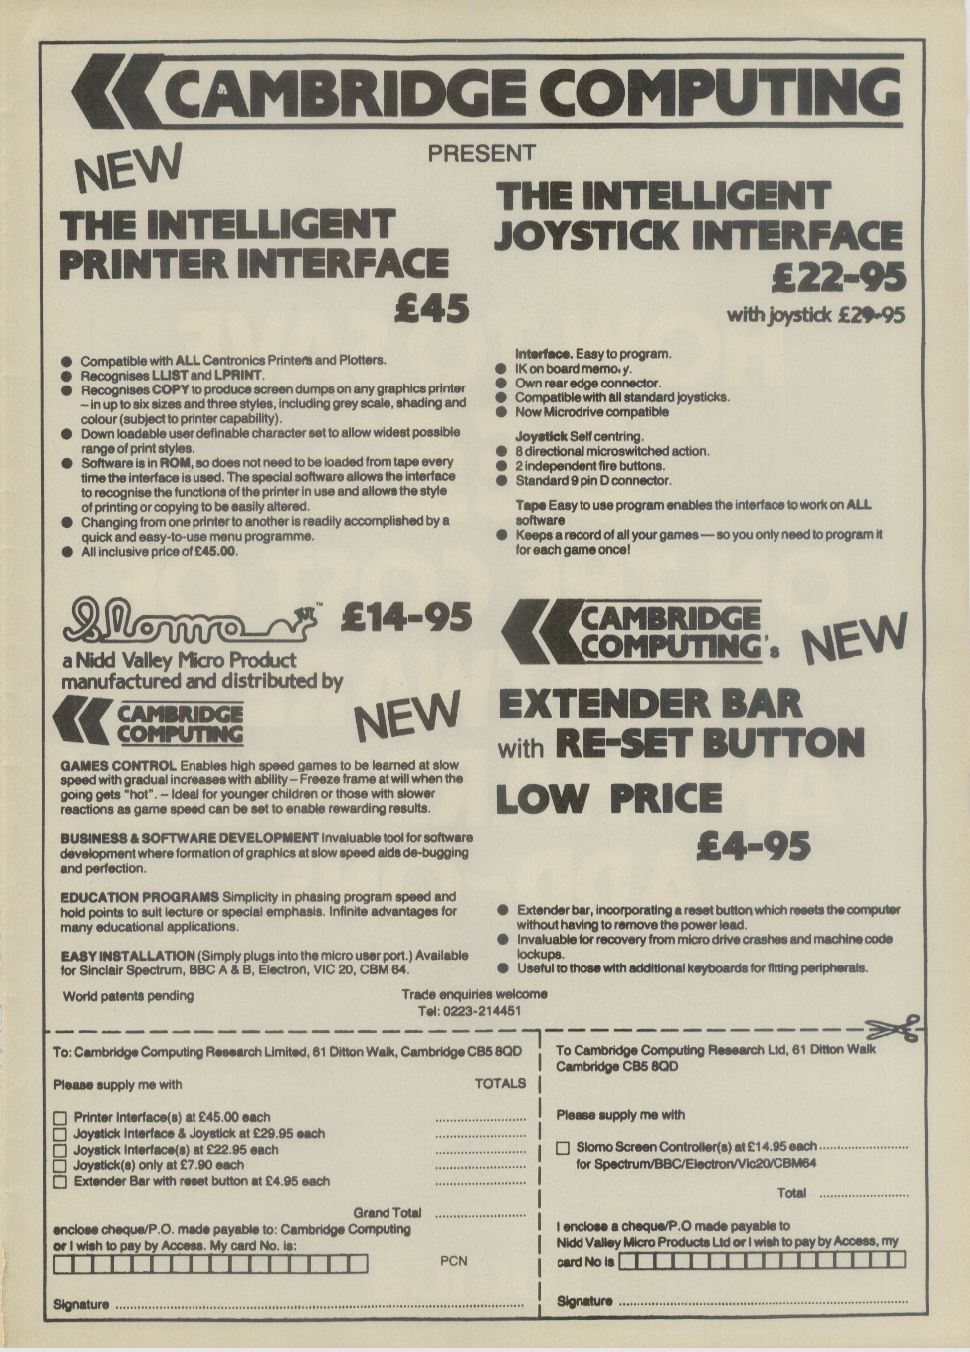 CAMBRIDGE COMPUTING
PRESENT
NEW
THE INTELLIGENT
PRINTER INTERFACE
£45
● Compatible with ALL Centronics Printers and Plotters.
● Recognises LLIST and LPRINT.
● Recognises COPY to produce screen dumps on any graphics printer
– in up to six sizes and three styles, including grey scale, shading and
colour (subject to printer capability).
● Down loadable user definable character set to allow widest possible
range of print styles.
● Software is in ROM, so does not need to be loaded from tape every
time the interface is used. The special software allows the interface
to recognise the functions of the printer in use and allows the style
of printing or copying to be easily altered.
● Changing from one printer to another is readily accomplished by a
quick and easy-to-use menu programme.
● All inclusive price of £45.00.
THE INTELLIGENT
JOYSTICK INTERFACE
£22-95
with joystick £29-95
Interface. Easy to program.
● IK on board memo, y.
● Own rear edge connector.
● Compatible with all standard joysticks.
● Now Microdrive compatible
Joystick Self centring.
● 8 directional microswitched action.
● 2 independent fire buttons.
● Standard 9 pin D connector.
Tape Easy to use program enables the interface to work on ALL
software
● Keeps a record of all your games — so you only need to program it
for each game once!
Slomo ™ £14-95
a Nidd Valley Micro Product
manufactured and distributed by
CAMBRIDGE
COMPUTING
NEW
GAMES CONTROL Enables high speed games to be learned at slow
speed with gradual increases with ability – Freeze frame at will when the
going gets "hot". – Ideal for younger children or those with slower
reactions as game speed can be set to enable rewarding results.
BUSINESS & SOFTWARE DEVELOPMENT Invaluable tool for software
development where formation of graphics at slow speed aids de-bugging
and perfection.
EDUCATION PROGRAMS Simplicity in phasing program speed and
hold points to suit lecture or special emphasis. Infinite advantages for
many educational applications.
EASY INSTALLATION (Simply plugs into the micro user port.) Available
for Sinclair Spectrum, BBC A & B, Electron, VIC 20, CBM 64.
World patents pending
Trade enquiries welcome
Tel: 0223-214451
CAMBRIDGE
COMPUTING's
NEW
EXTENDER BAR
with RE-SET BUTTON
LOW PRICE
£4-95
● Extender bar, incorporating a reset button which resets the computer
without having to remove the power lead.
● Invaluable for recovery from micro drive crashes and machine code
lockups.
● Useful to those with additional keyboards for fitting peripherals.
To: Cambridge Computing Research Limited, 61 Ditton Walk, Cambridge CB5 8QD
Please supply me with TOTALS
Printer Interface(s) at £45.00 each
Joystick Interface & Joystick at £29.95 each
Joystick Interface(s) at £22.95 each
Joystick(s) only at £7.90 each
Extender Bar with reset button at £4.95 each
Grand Total
enclose cheque/P.O. made payable to: Cambridge Computing
or I wish to pay by Access. My card No. is:
PCN
Signature
To Cambridge Computing Research Ltd, 61 Ditton Walk
Cambridge CB5 8QD
Please supply me with
Slomo Screen Controller(s) at £14.95 each
for Spectrum/BBC/Electron/Vic20/CBM64
Total
I enclose a cheque/P.O made payable to
Nidd Valley Micro Products Ltd or I wish to pay by Access, my
card No is
Signature